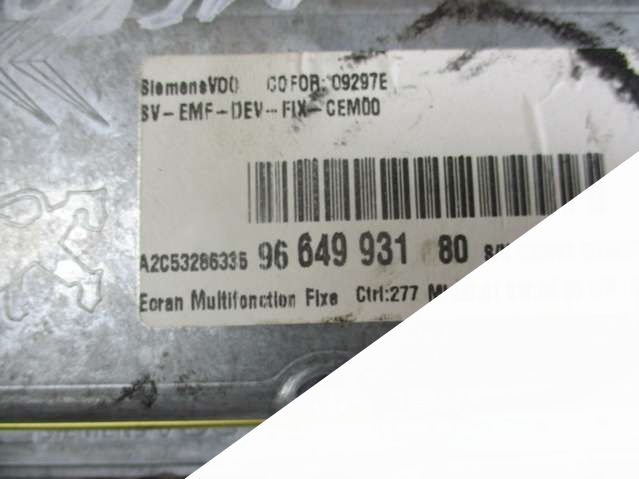 SiemensVDO COFOR: 09297E
SV-EMF-DEV-FIX-CEM00
A2C53286335 96 649 931 80
Ecran Multifonction Fixe Ctrl:277